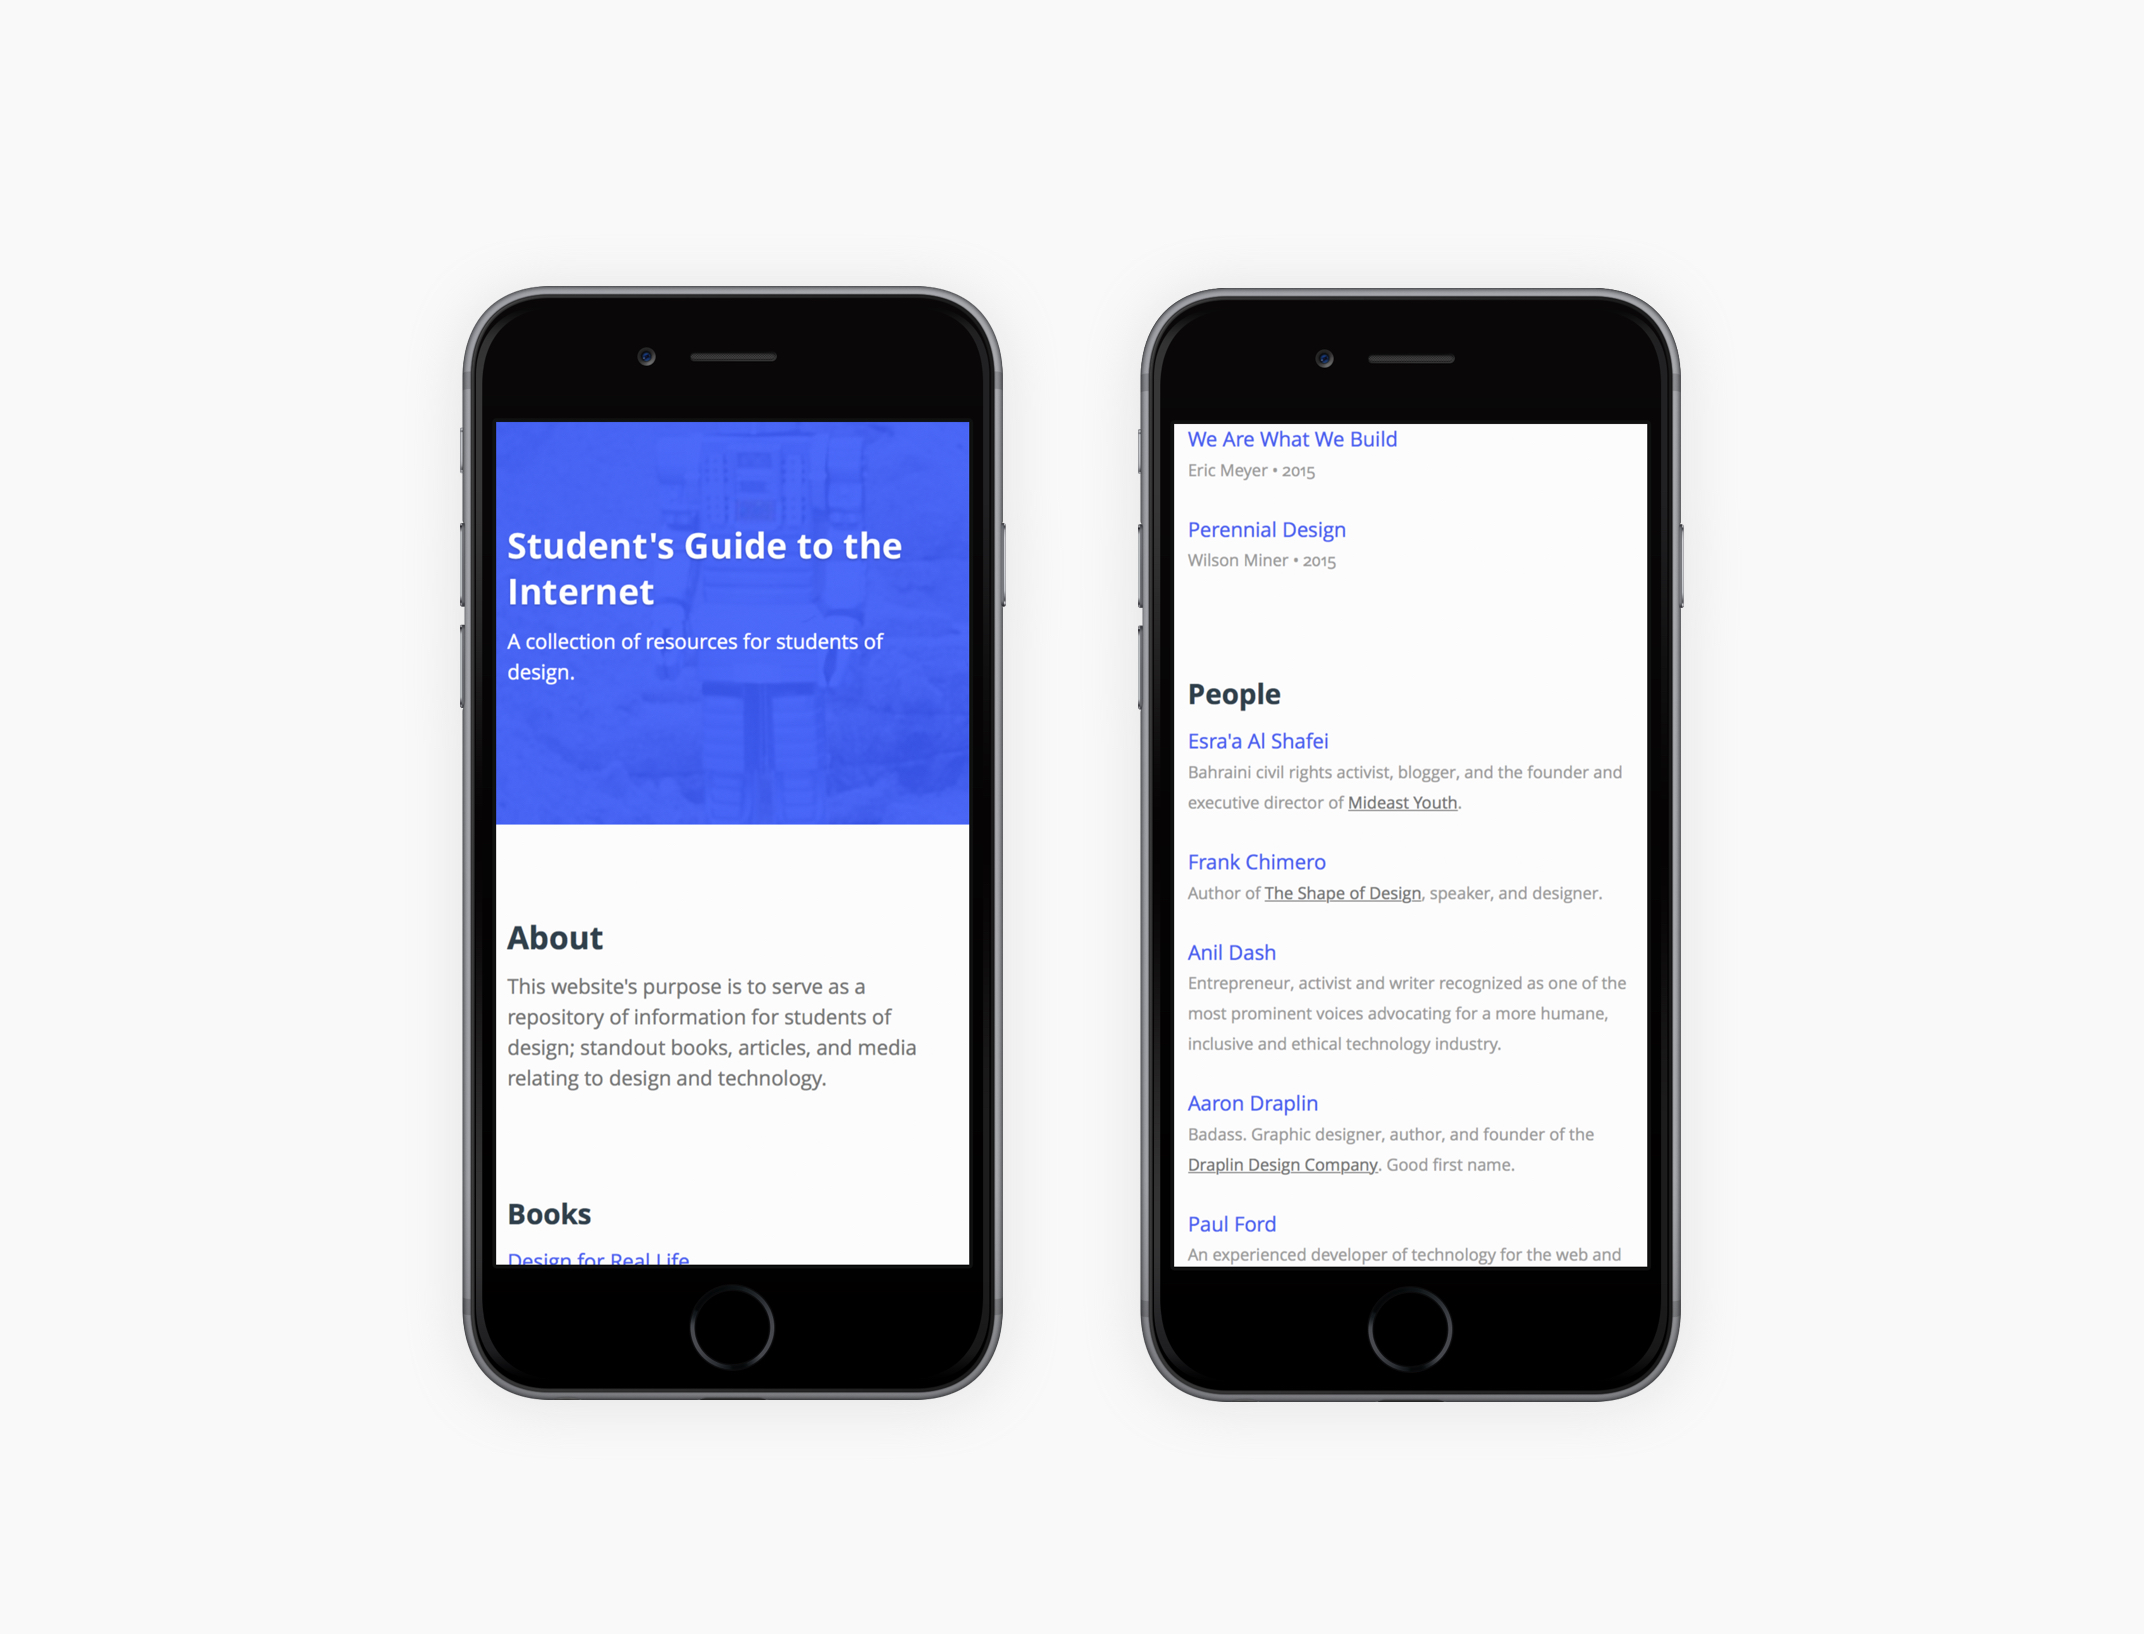 Student's Guide to the
Internet
A collection of resources for students of
design.
About
This website's purpose is to serve as a
repository of information for students of
design; standout books, articles, and media
relating to design and technology.
Books
Design for Real Life
We Are What We Build
Eric Meyer • 2015
Perennial Design
Wilson Miner • 2015
People
Esra'a Al Shafei
Bahraini civil rights activist, blogger, and the founder and
executive director of Mideast Youth.
Frank Chimero
Author of The Shape of Design, speaker, and designer.
Anil Dash
Entrepreneur, activist and writer recognized as one of the
most prominent voices advocating for a more humane,
inclusive and ethical technology industry.
Aaron Draplin
Badass. Graphic designer, author, and founder of the
Draplin Design Company. Good first name.
Paul Ford
An experienced developer of technology for the web and